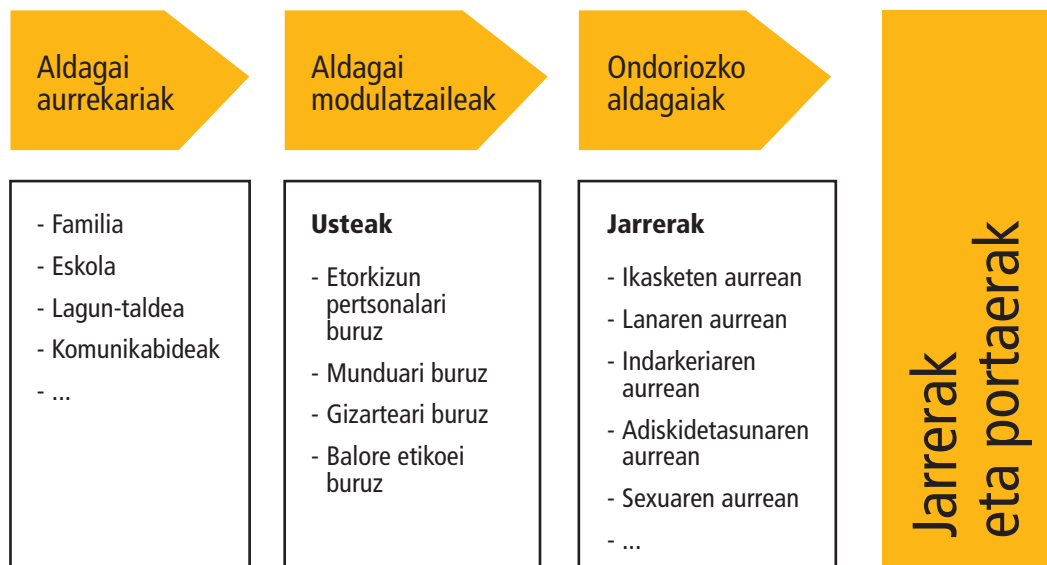 Aldagai
aurrekariak
Aldagai
modulatzaileak
Ondoriozko
aldagaiak
- Familia
- Eskola
- Lagun-taldea
- Komunikabideak
- ...
Usteak
- Etorkizun
pertsonalari
buruz
- Munduari buruz
- Gizarteari buruz
- Balore etikoei
buruz
Jarrerak
- Ikasketen aurrean
- Lanaren aurrean
- Indarkeriaren
aurrean
- Adiskidetasunaren
aurrean
- Sexuaren aurrean
- ...
Jarrerak
eta portaerak